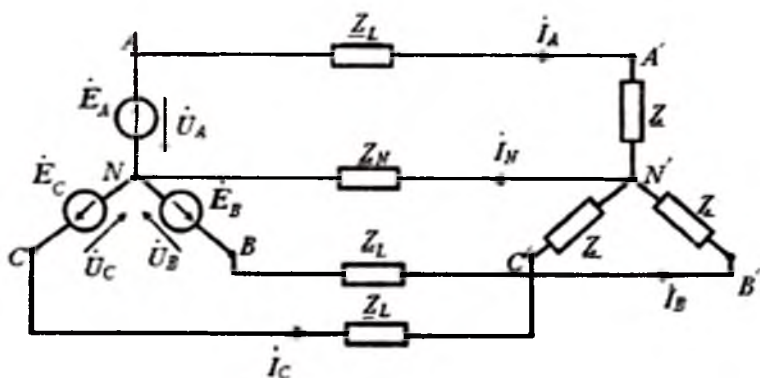 A Z_L İ_A A′
Ė_A U̇_A Z
Ė_C N Z_N İ_N N′
Ė_B Z
C U̇_C U̇_B B Z_L C′ Z
İ_B B′
Z_L
İ_C